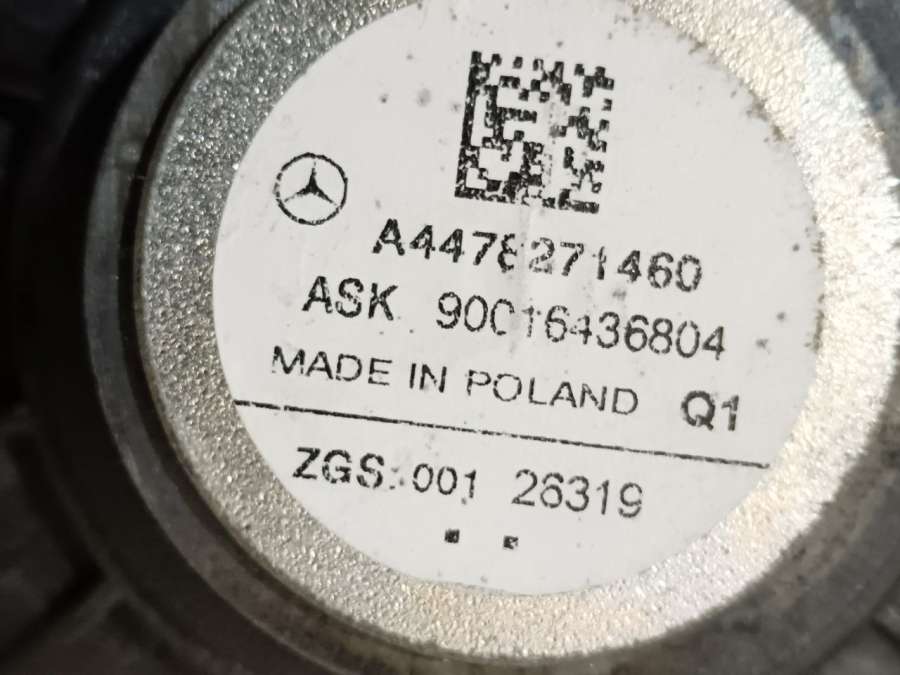 A4478271460
ASK 90016436804
MADE IN POLAND Q1
ZGS: 001 26319